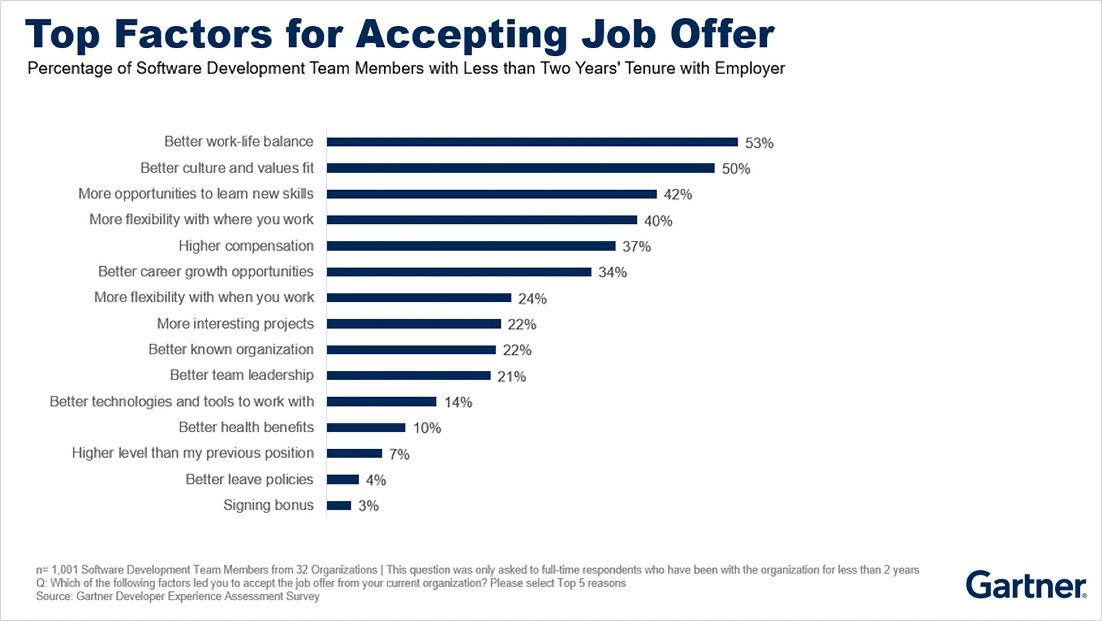 Top Factors for Accepting Job Offer
Percentage of Software Development Team Members with Less than Two Years' Tenure with Employer
Better work-life balance 53%
Better culture and values fit 50%
More opportunities to learn new skills 42%
More flexibility with where you work 40%
Higher compensation 37%
Better career growth opportunities 34%
More flexibility with when you work 24%
More interesting projects 22%
Better known organization 22%
Better team leadership 21%
Better technologies and tools to work with 14%
Better health benefits 10%
Higher level than my previous position 7%
Better leave policies 4%
Signing bonus 3%
n= 1,001 Software Development Team Members from 32 Organizations | This question was only asked to full-time respondents who have been with the organization for less than 2 years
Q: Which of the following factors led you to accept the job offer from your current organization? Please select Top 5 reasons
Source: Gartner Developer Experience Assessment Survey
Gartner®